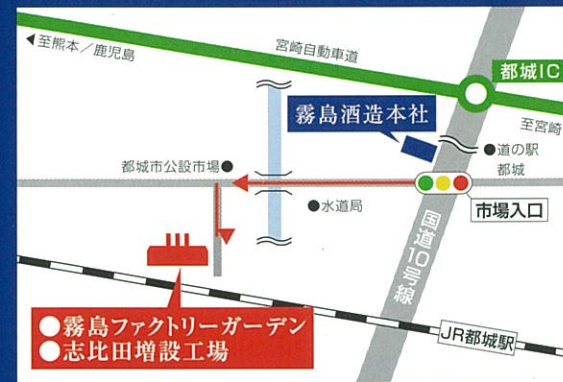 至熊本／鹿児島
宮崎自動車道
都城IC
至宮崎
霧島酒造本社
道の駅
都城
都城市公設市場
水道局
市場入口
国道10号線
霧島ファクリーガーデン
志比田増設工場
JR都城駅